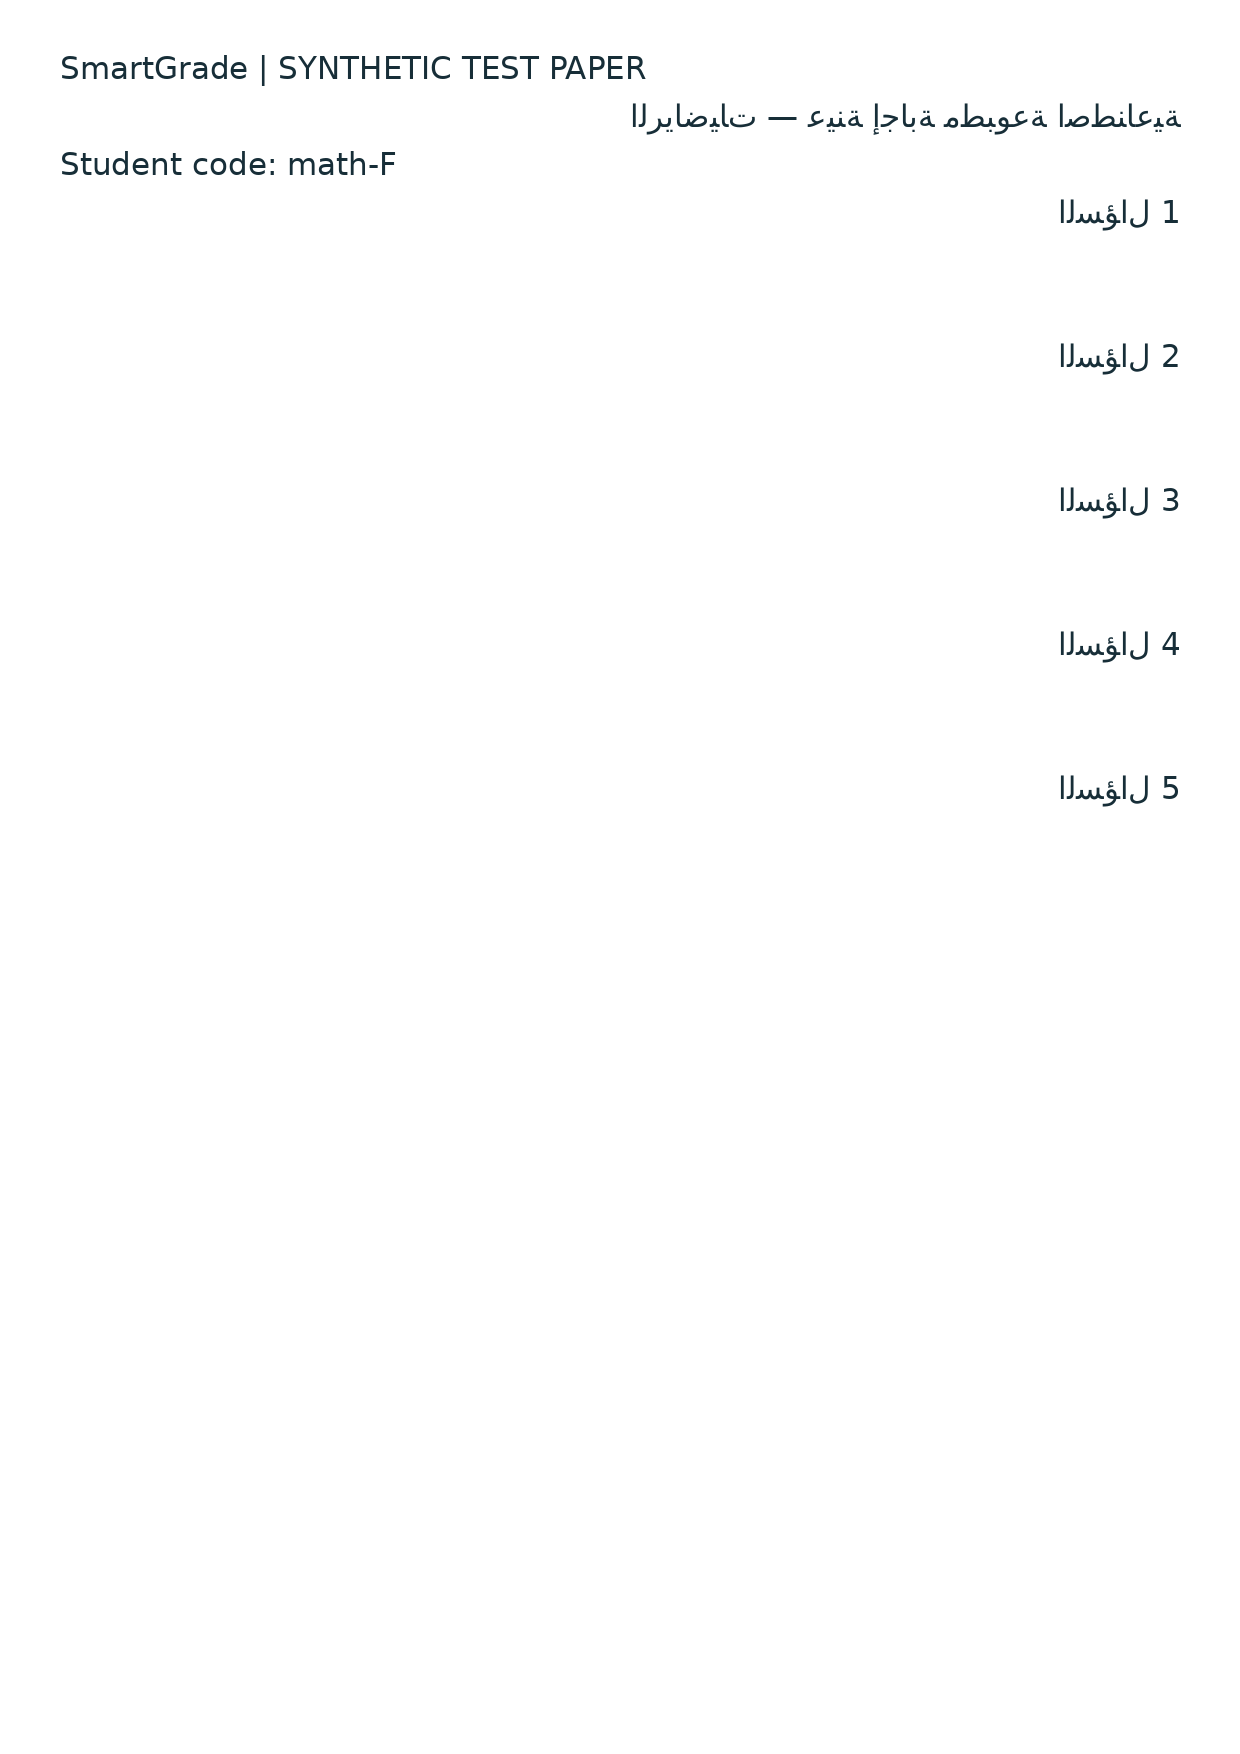 SmartGrade | SYNTHETIC TEST PAPER
الرياضيات — عينة إجابة مطبوعة اصطناعية
Student code: math-F
السؤال 1
السؤال 2
السؤال 3
السؤال 4
السؤال 5